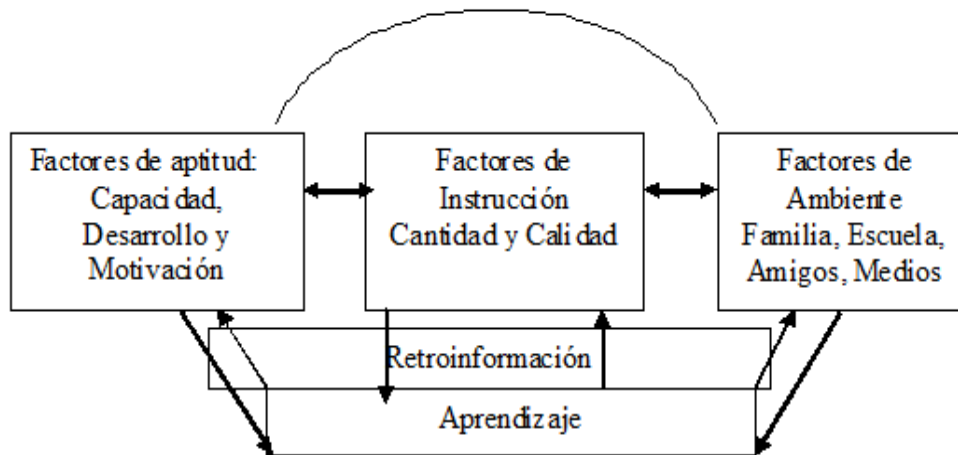 Factores de aptitud:
Capacidad,
Desarrollo y
Motivación
Factores de
Instrucción
Cantidad y Calidad
Factores de
Ambiente
Familia, Escuela,
Amigos, Medios
Retroinformación
Aprendizaje